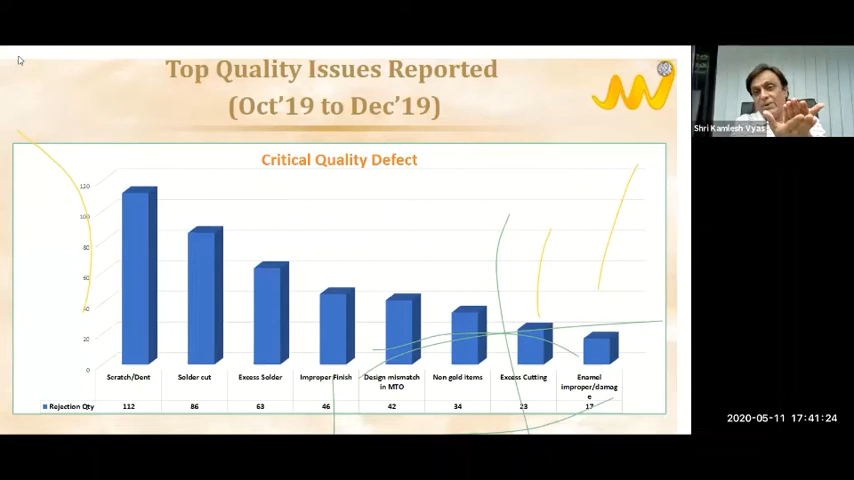 Top Quality Issues Reported
(Oct'19 to Dec'19)
Shri Kamlesh Vyas
Critical Quality Defect
120
100
80
60
40
20
0
Scratch/Dent Solder cut Excess Solder Improper Finish Design mismatch in MTO Non gold items Excess Cutting Enamel improper/damage
Rejection Qty 112 86 63 46 42 34 23 17
2020-05-11 17:41:24